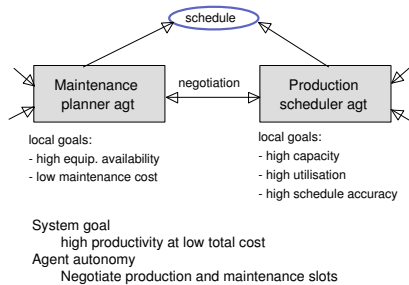 schedule
Maintenance
planner agt
negotiation
Production
scheduler agt
local goals:
- high equip. availability
- low maintenance cost
local goals:
- high capacity
- high utilisation
- high schedule accuracy
System goal
high productivity at low total cost
Agent autonomy
Negotiate production and maintenance slots